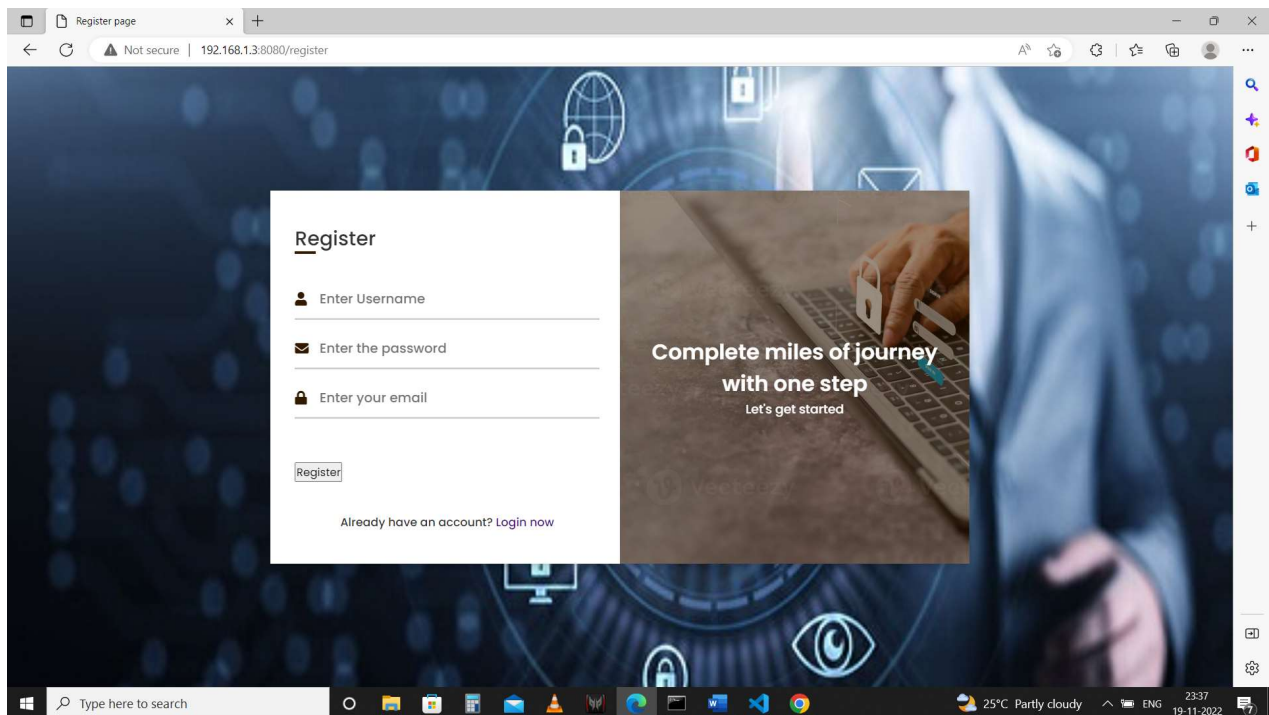 Register page
Not secure | 192.168.1.3:8080/register
Register
Enter Username
Enter the password
Enter your email
Register
Already have an account? Login now
Complete miles of journey
with one step
Let's get started
vecteezy
Type here to search
25°C Partly cloudy
ENG
23:37
19-11-2022
7